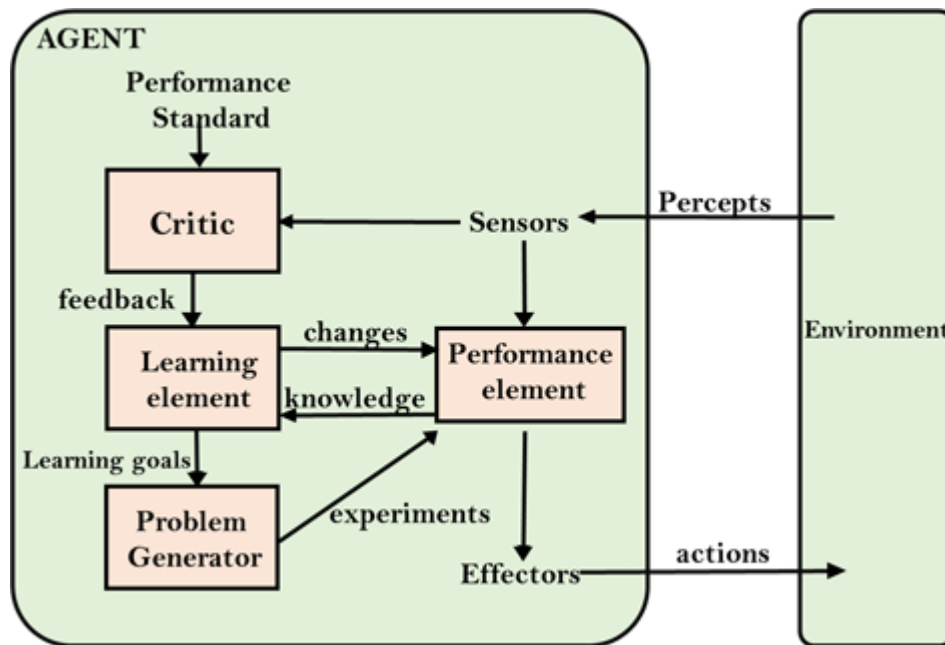 AGENT
Performance
Standard
Critic
Sensors
Percepts
feedback
changes
Learning
element
Performance
element
Environment
knowledge
Learning goals
Problem
Generator
experiments
Effectors
actions